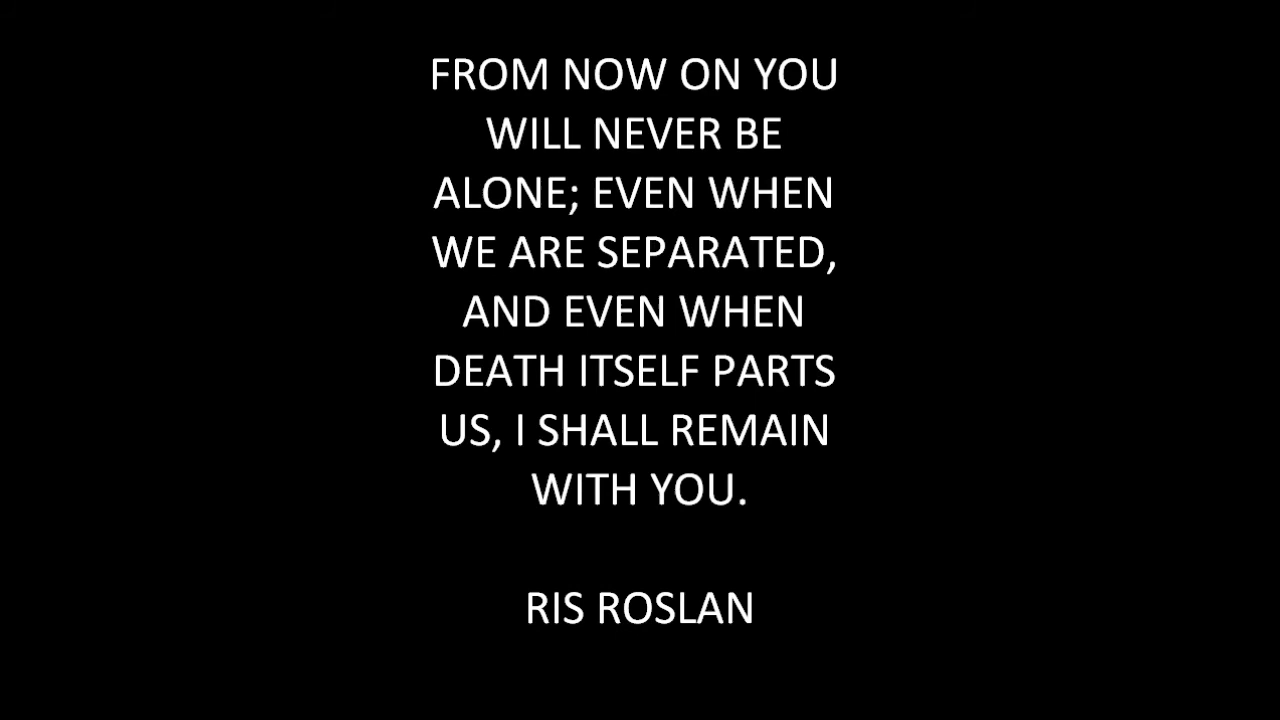 FROM NOW ON YOU
WILL NEVER BE
ALONE; EVEN WHEN
WE ARE SEPARATED,
AND EVEN WHEN
DEATH ITSELF PARTS
US, I SHALL REMAIN
WITH YOU.
RIS ROSLAN